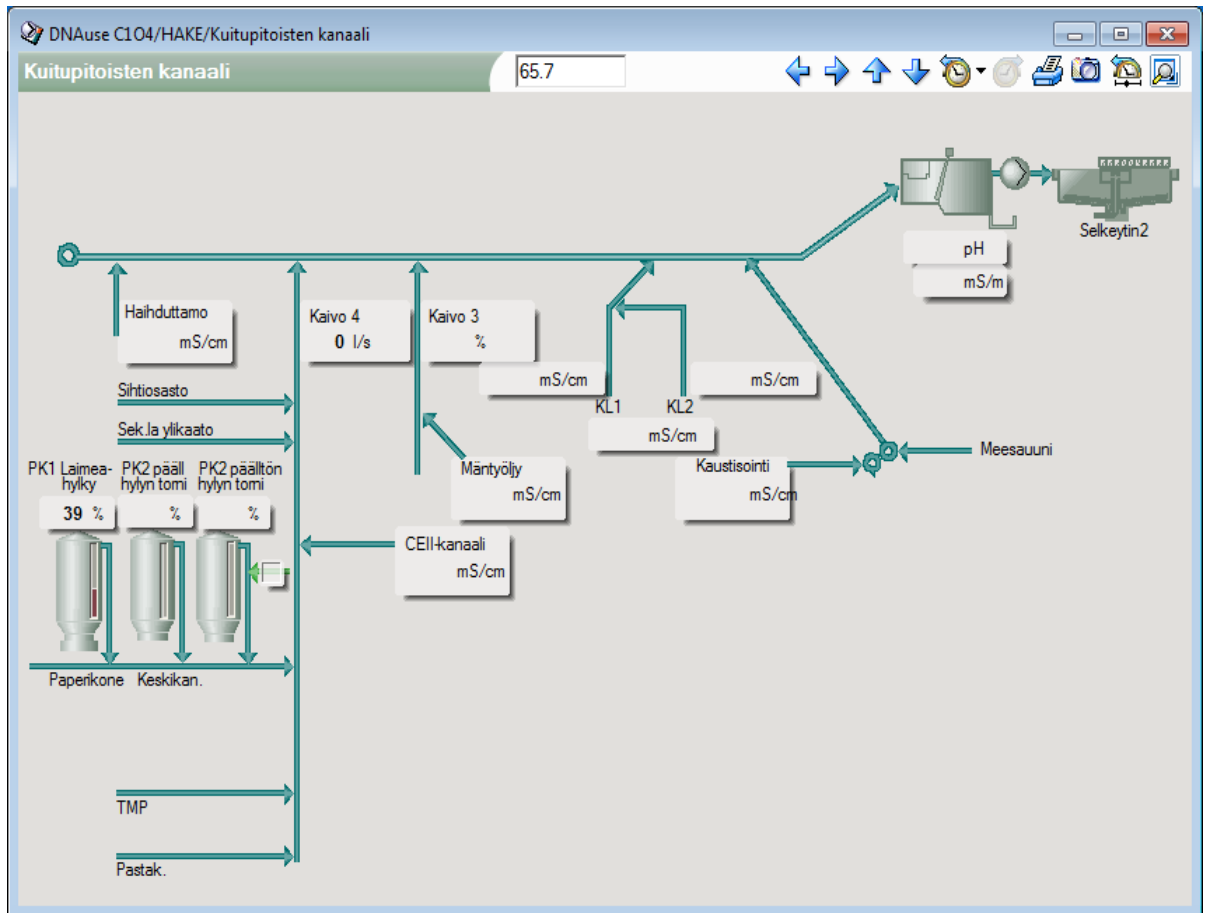 DNAuse C1O4/HAKE/Kuitupitoisten kanaali
Kuitupitoisten kanaali
65.7
Selkeytin2
pH
mS/m
Haihduttamo
mS/cm
Kaivo 4
0 l/s
Kaivo 3
%
mS/cm
mS/cm
KL1
KL2
mS/cm
Sihtiosasto
Sek.la ylikaato
Meesauuni
Kaustisointi
mS/cm
Mäntyöljy
mS/cm
PK1 Laimea-
hylky
39 %
PK2 pääll
hylyn torni
%
PK2 päälltön
hylyn torni
%
CEII-kanaali
mS/cm
Paperikone
Keskikan.
TMP
Pastak.